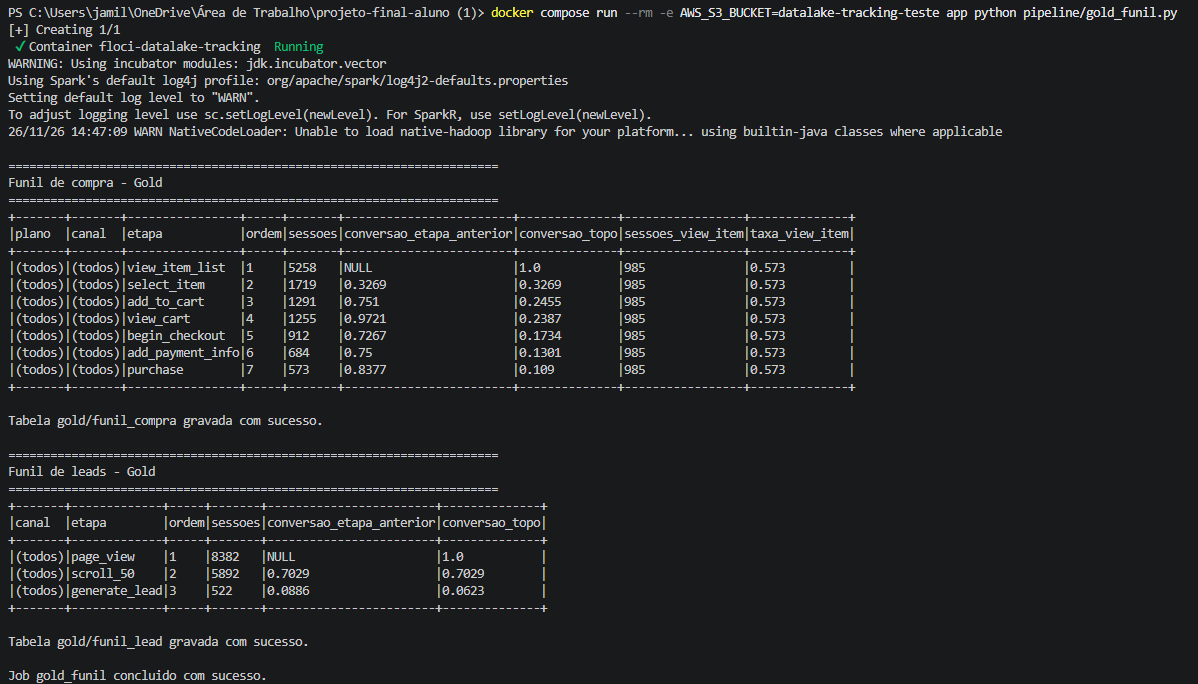 PS C:\Users\jamil\OneDrive\Área de Trabalho\projeto-final-aluno (1)> docker compose run --rm -e AWS_S3_BUCKET=datalake-tracking-teste app python pipeline/gold_funil.py
[+] Creating 1/1
 ✓Container floci-datalake-tracking  Running
WARNING: Using incubator modules: jdk.incubator.vector
Using Spark's default log4j profile: org/apache/spark/log4j2-defaults.properties
Setting default log level to "WARN".
To adjust logging level use sc.setLogLevel(newLevel). For SparkR, use setLogLevel(newLevel).
26/11/26 14:47:09 WARN NativeCodeLoader: Unable to load native-hadoop library for your platform... using builtin-java classes where applicable
======================================================================
Funil de compra - Gold
======================================================================
+-------+-------+----------------+-----+-------+------------------------+--------------+-----------------+--------------+
|plano  |canal  |etapa           |ordem|sessoes|conversao_etapa_anterior|conversao_topo|sessoes_view_item|taxa_view_item|
+-------+-------+----------------+-----+-------+------------------------+--------------+-----------------+--------------+
|(todos)|(todos)|view_item_list  |1    |5258   |NULL                    |1.0           |985              |0.573         |
|(todos)|(todos)|select_item     |2    |1719   |0.3269                  |0.3269        |985              |0.573         |
|(todos)|(todos)|add_to_cart     |3    |1291   |0.751                   |0.2455        |985              |0.573         |
|(todos)|(todos)|view_cart       |4    |1255   |0.9721                  |0.2387        |985              |0.573         |
|(todos)|(todos)|begin_checkout  |5    |912    |0.7267                  |0.1734        |985              |0.573         |
|(todos)|(todos)|add_payment_info|6    |684    |0.75                    |0.1301        |985              |0.573         |
|(todos)|(todos)|purchase        |7    |573    |0.8377                  |0.109         |985              |0.573         |
+-------+-------+----------------+-----+-------+------------------------+--------------+-----------------+--------------+
Tabela gold/funil_compra gravada com sucesso.
======================================================================
Funil de leads - Gold
======================================================================
+-------+-------------+-----+-------+------------------------+--------------+
|canal  |etapa        |ordem|sessoes|conversao_etapa_anterior|conversao_topo|
+-------+-------------+-----+-------+------------------------+--------------+
|(todos)|page_view    |1    |8382   |NULL                    |1.0           |
|(todos)|scroll_50    |2    |5892   |0.7029                  |0.7029        |
|(todos)|generate_lead|3    |522    |0.0886                  |0.0623        |
+-------+-------------+-----+-------+------------------------+--------------+
Tabela gold/funil_lead gravada com sucesso.
Job gold_funil concluido com sucesso.